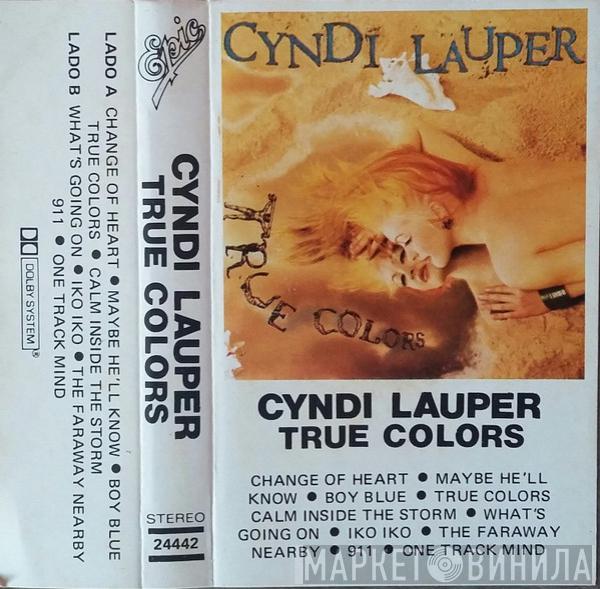 LADO A CHANGE OF HEART • MAYBE HE'LL KNOW • BOY BLUE
TRUE COLORS • CALM INSIDE THE STORM
LADO B WHAT'S GOING ON • IKO IKO • THE FARAWAY NEARBY
911 • ONE TRACK MIND
DOLBY SYSTEM®
Epic
CYNDI LAUPER
TRUE COLORS
STEREO
24442
CYNDI LAUPER
TRUE COLORS
CYNDI LAUPER
TRUE COLORS
CHANGE OF HEART • MAYBE HE'LL
KNOW • BOY BLUE • TRUE COLORS
CALM INSIDE THE STORM • WHAT'S
GOING ON • IKO IKO • THE FARAWAY
NEARBY • 911 • ONE TRACK MIND
МАРКЕТ ВИНИЛА